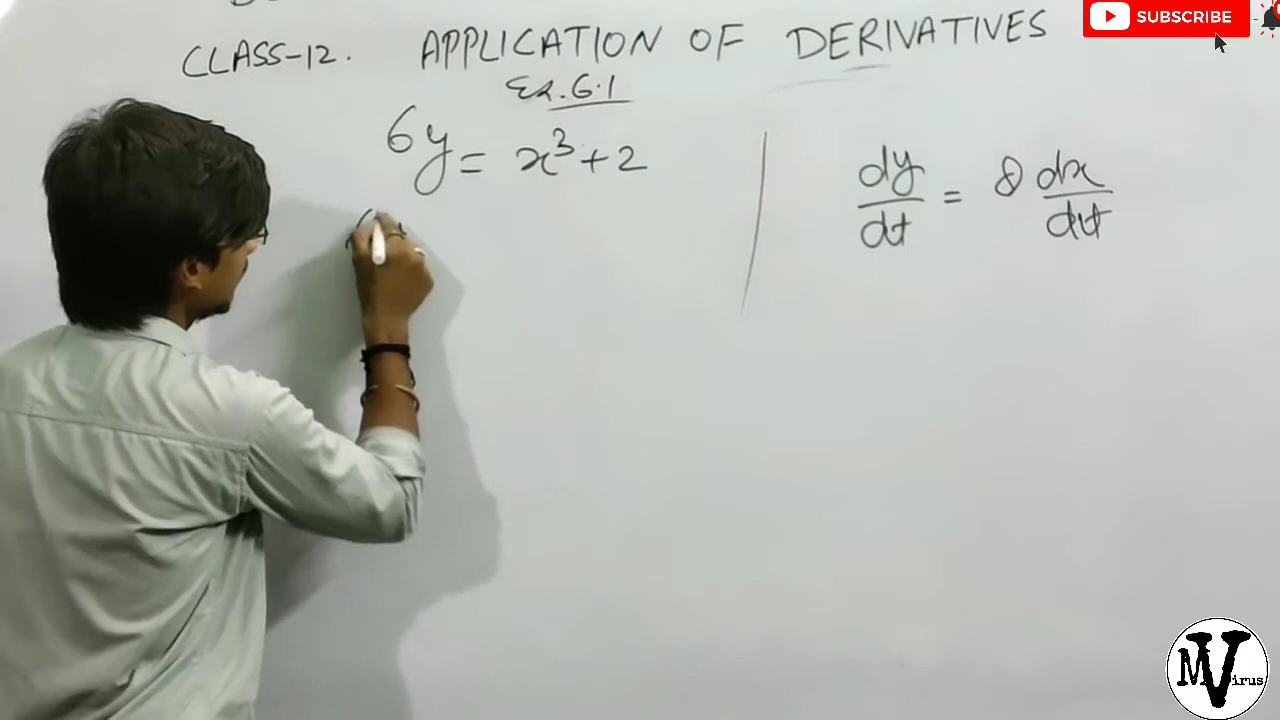 SUBSCRIBE
CLASS-12. APPLICATION OF DERIVATIVES
Ex. 6.1
6y = x³ + 2
dy/dt = 8 dx/dt
MVirus